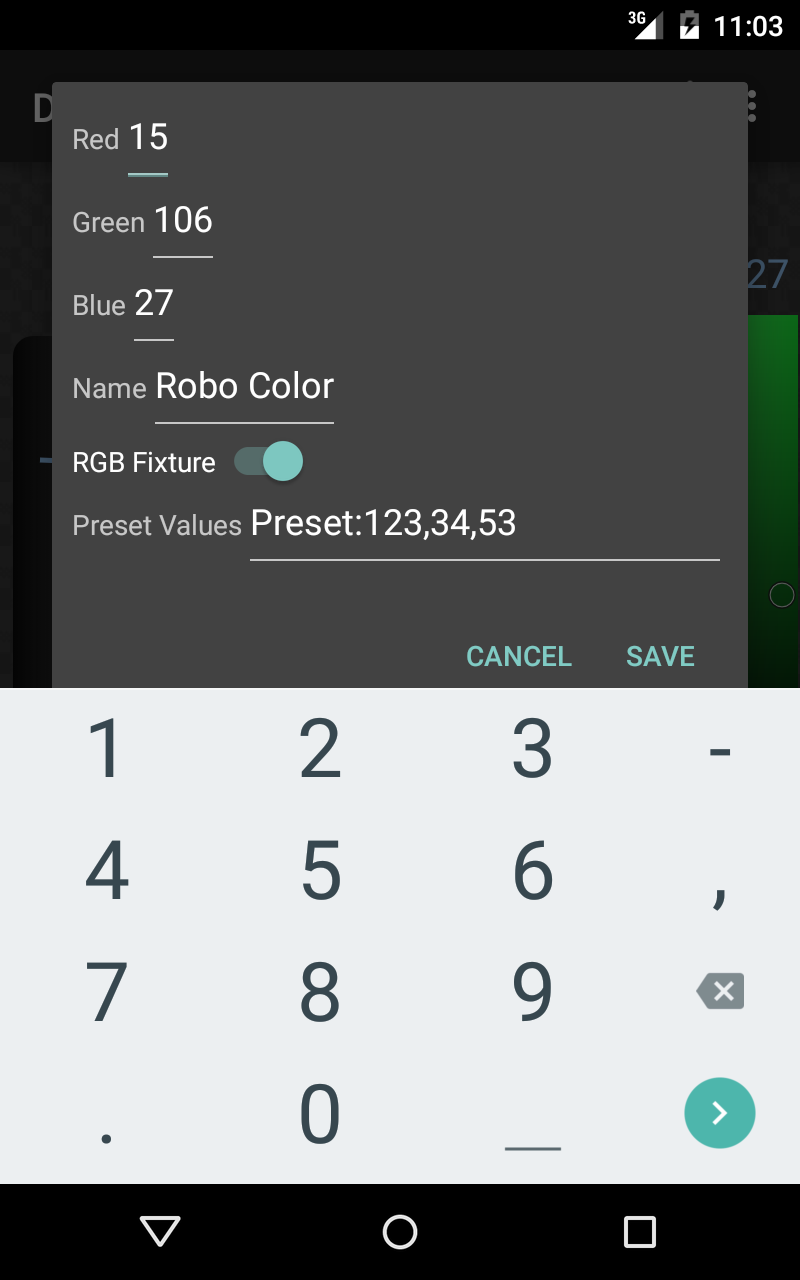 3G 11:03
D
Red 15
Green 106
27
Blue 27
Name Robo Color
RGB Fixture
Preset Values Preset:123,34,53
CANCEL SAVE
1 2 3 -
4 5 6 ,
7 8 9
. 0 _